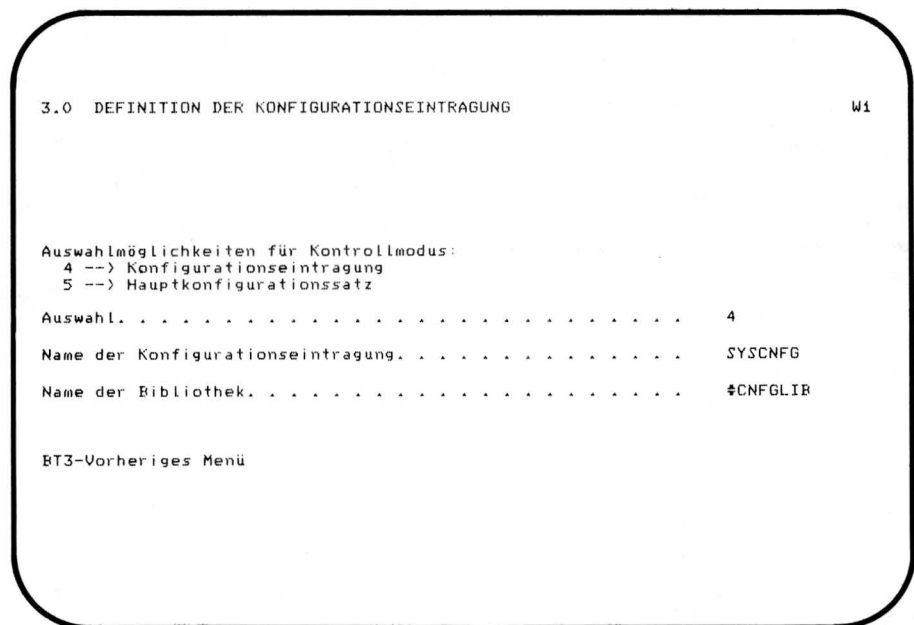 3.0 DEFINITION DER KONFIGURATIONSEINTRAGUNG W1
Auswahlmöglichkeiten für Kontrollmodus:
4 --> Konfigurationseintragung
5 --> Hauptkonfigurationssatz
Auswahl. . . . . . . . . . . . . . . . . . . . . . . . . . . 4
Name der Konfigurationseintragung. . . . . . . . . . . . . . SYSCNFG
Name der Bibliothek. . . . . . . . . . . . . . . . . . . . . #CNFGLIB
BT3-Vorheriges Menü